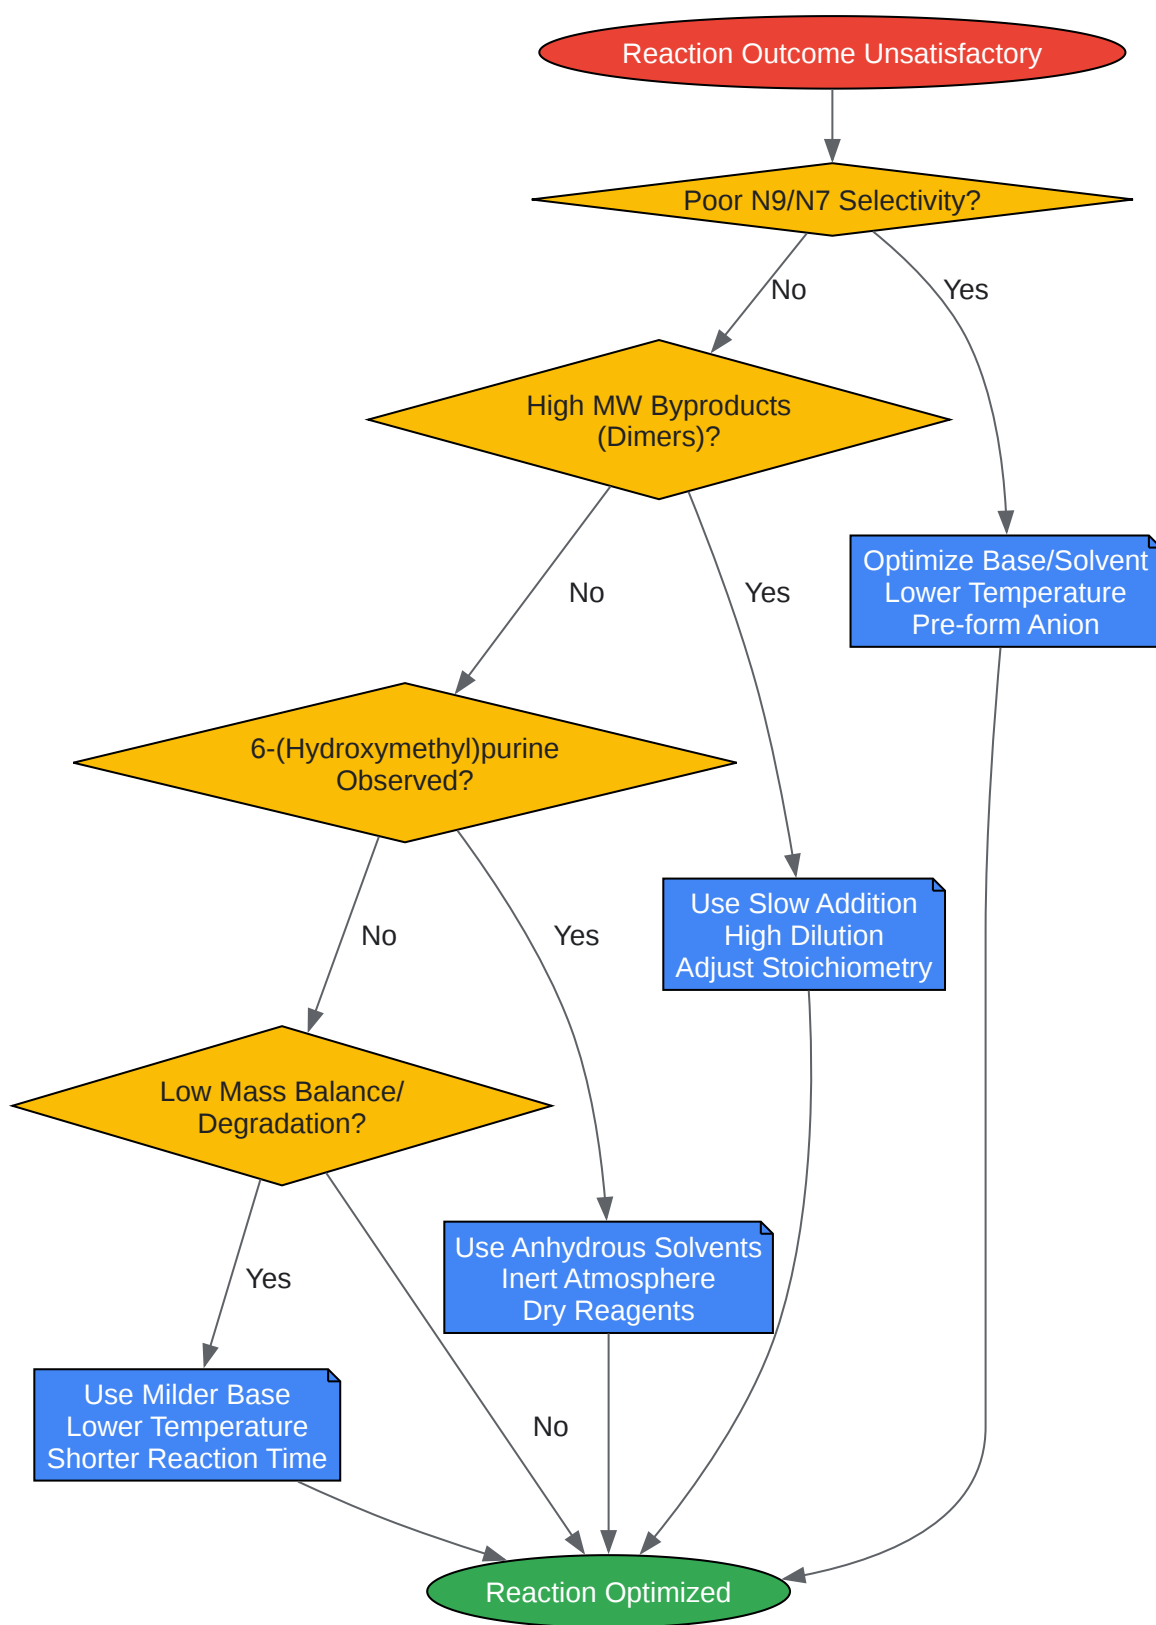 Reaction Outcome Unsatisfactory
Poor N9/N7 Selectivity?
No
Yes
High MW Byproducts
(Dimers)?
No
Yes
Optimize Base/Solvent
Lower Temperature
Pre-form Anion
6-(Hydroxymethyl)purine
Observed?
No
Yes
Use Slow Addition
High Dilution
Adjust Stoichiometry
Low Mass Balance/
Degradation?
Yes
No
Use Anhydrous Solvents
Inert Atmosphere
Dry Reagents
Use Milder Base
Lower Temperature
Shorter Reaction Time
Reaction Optimized